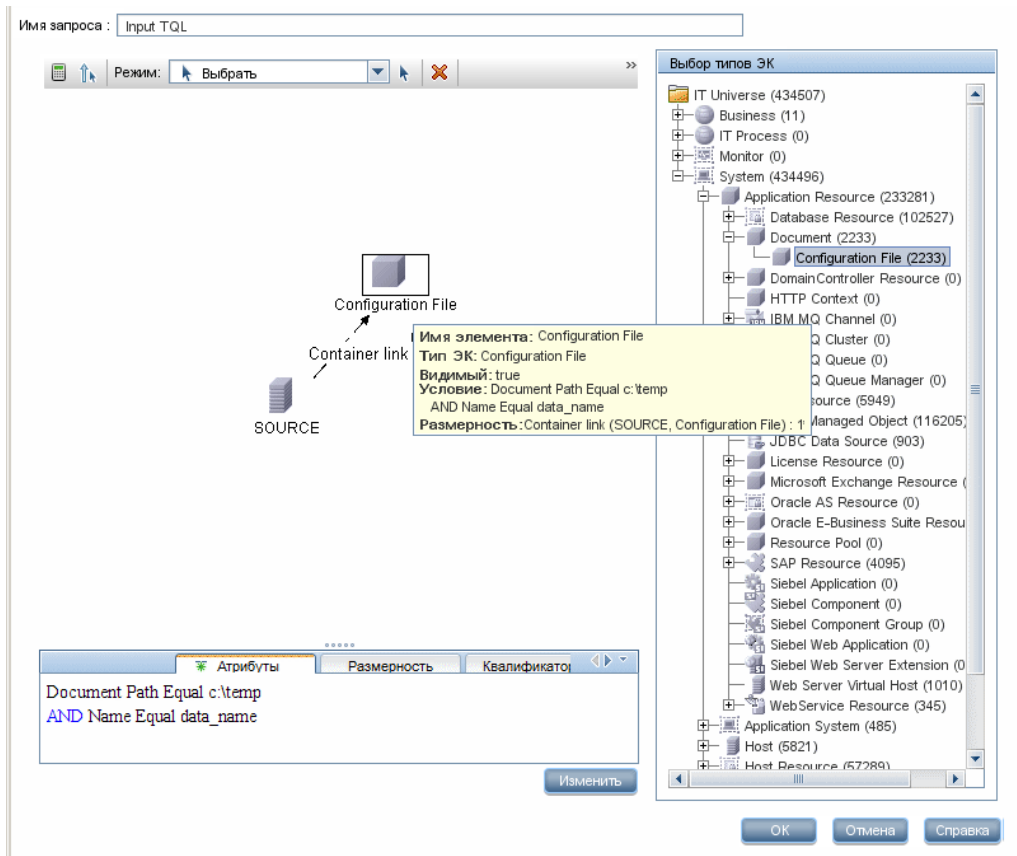 Имя запроса : Input TQL
Режим: Выбрать
»
Configuration File
Container link
SOURCE
Имя элемента: Configuration File
Тип ЭК: Configuration File
Видимый: true
Условие: Document Path Equal c:\temp
AND Name Equal data_name
Размерность:Container link (SOURCE, Configuration File) : 1
Атрибуты
Размерность
Квалификатор
Document Path Equal c:\temp
AND Name Equal data_name
Изменить
Выбор типов ЭК
IT Universe (434507)
Business (11)
IT Process (0)
Monitor (0)
System (434496)
Application Resource (233281)
Database Resource (102527)
Document (2233)
Configuration File (2233)
DomainController Resource (0)
HTTP Context (0)
IBM MQ Channel (0)
Q Cluster (0)
Q Queue (0)
Q Queue Manager (0)
source (5949)
Managed Object (116205)
JDBC Data Source (903)
License Resource (0)
Microsoft Exchange Resource (
Oracle AS Resource (0)
Oracle E-Business Suite Resou
Resource Pool (0)
SAP Resource (4095)
Siebel Application (0)
Siebel Component (0)
Siebel Component Group (0)
Siebel Web Application (0)
Siebel Web Server Extension (0
Web Server Virtual Host (1010)
WebService Resource (345)
Application System (485)
Host (5821)
Host Resource (57289)
ОК
Отмена
Справка